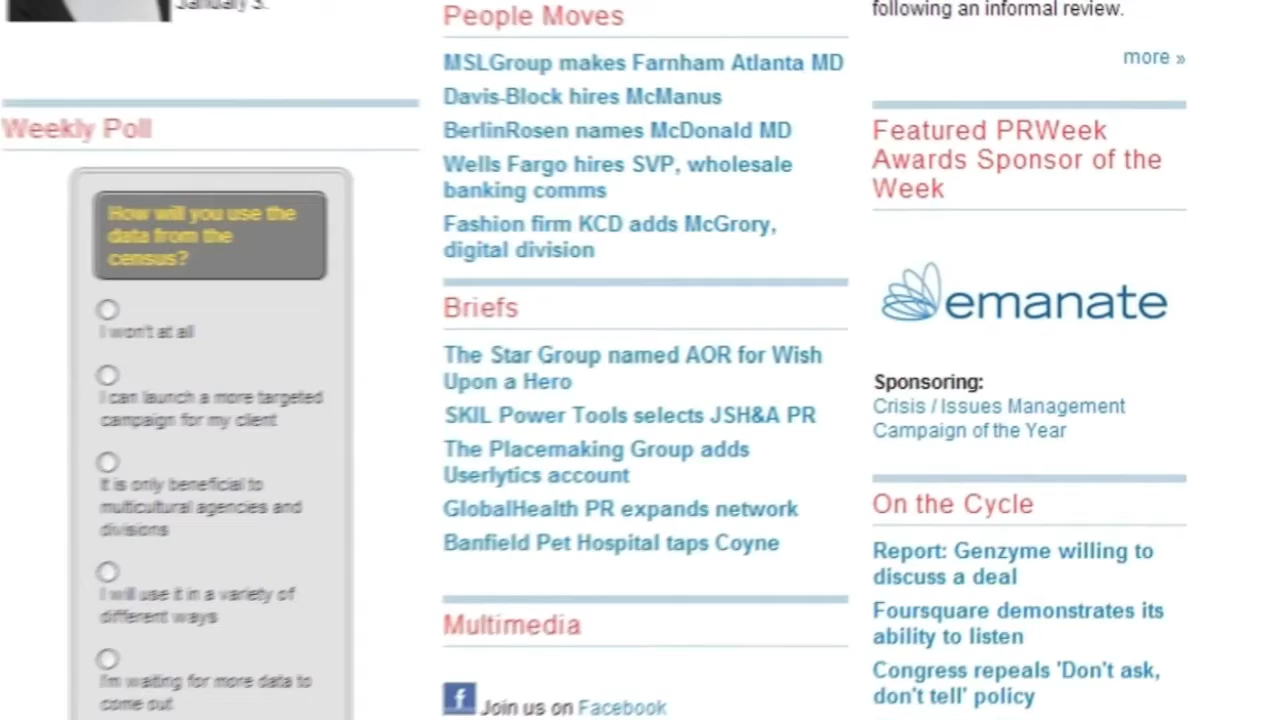 January 3.
Weekly Poll
How will you use the
data from the
census?
I won't at all
I can launch a more targeted
campaign for my client
It is only beneficial to
multicultural agencies and
divisions
I will use it in a variety of
different ways
I'm waiting for more data to
come out
People Moves
MSLGroup makes Farnham Atlanta MD
Davis-Block hires McManus
BerlinRosen names McDonald MD
Wells Fargo hires SVP, wholesale
banking comms
Fashion firm KCD adds McGrory,
digital division
Briefs
The Star Group named AOR for Wish
Upon a Hero
SKIL Power Tools selects JSH&A PR
The Placemaking Group adds
Userlytics account
GlobalHealth PR expands network
Banfield Pet Hospital taps Coyne
Multimedia
f Join us on Facebook
following an informal review.
more »
Featured PRWeek
Awards Sponsor of the
Week
emanate
Sponsoring:
Crisis / Issues Management
Campaign of the Year
On the Cycle
Report: Genzyme willing to
discuss a deal
Foursquare demonstrates its
ability to listen
Congress repeals 'Don't ask,
don't tell' policy